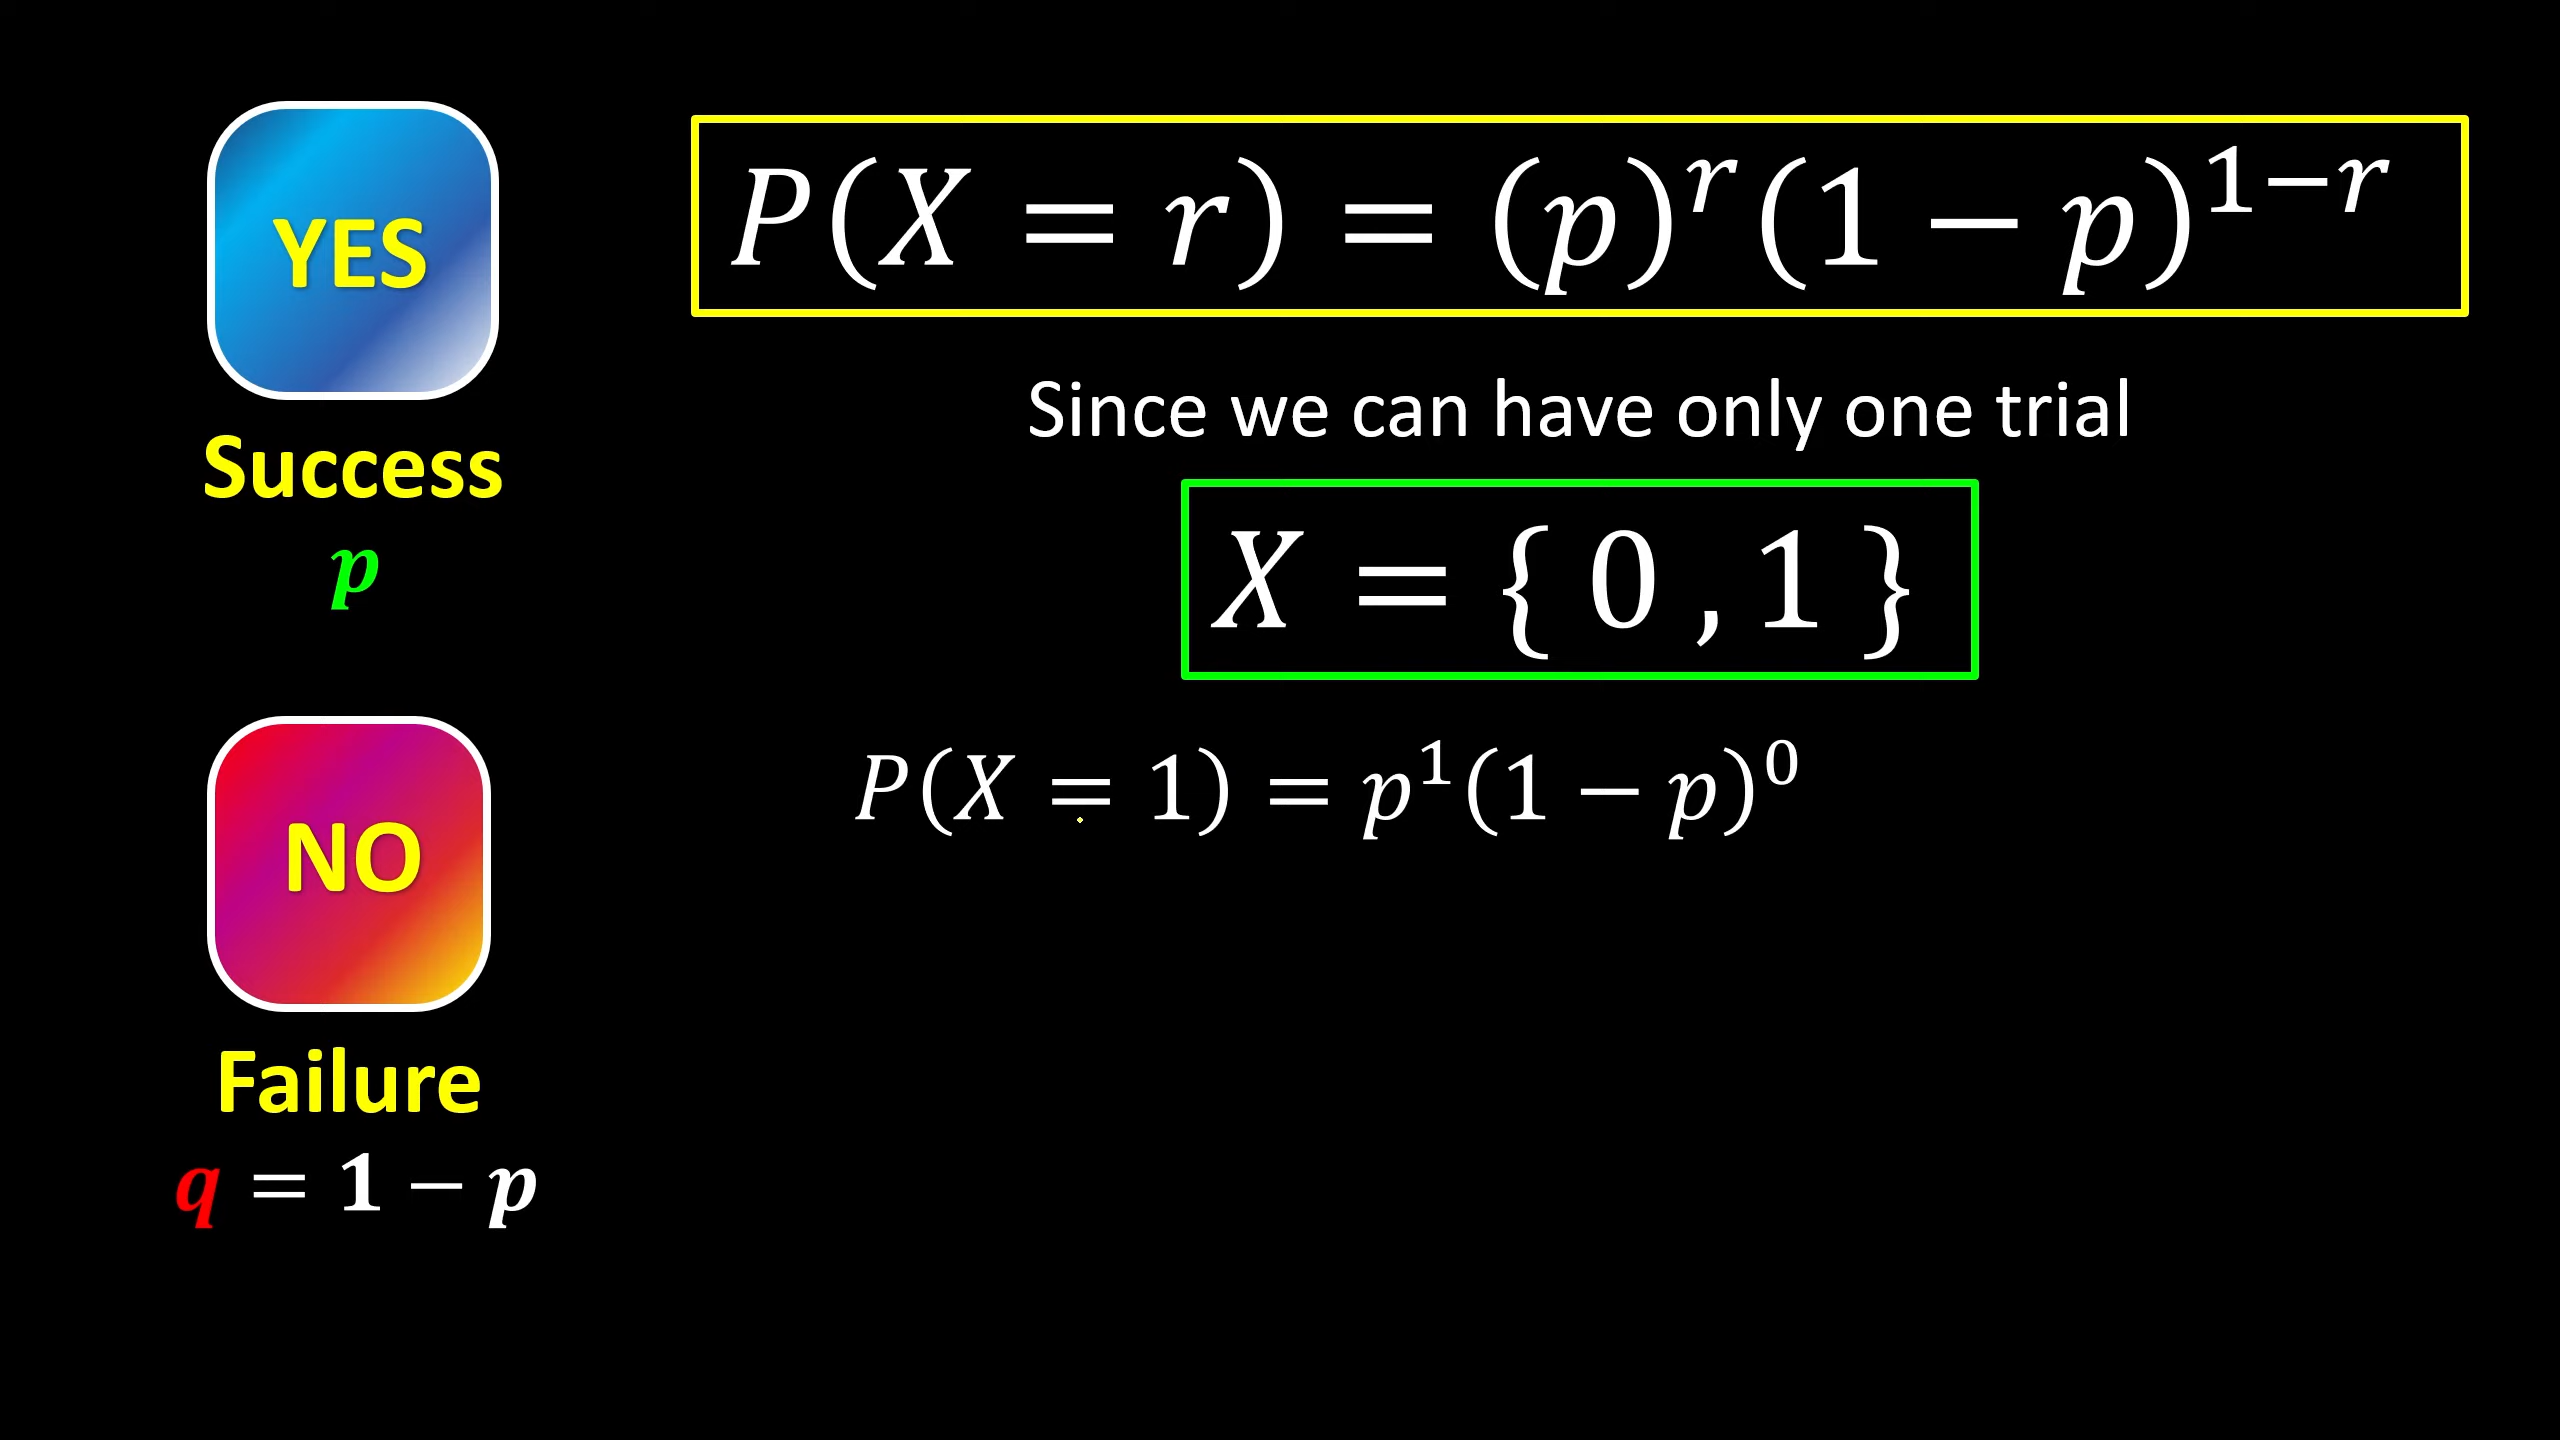 YES
Success
p
NO
Failure
q = 1 − p
P(X = r) = (p)^r (1 − p)^{1−r}
Since we can have only one trial
X = { 0 , 1 }
P(X = 1) = p^1 (1 − p)^0